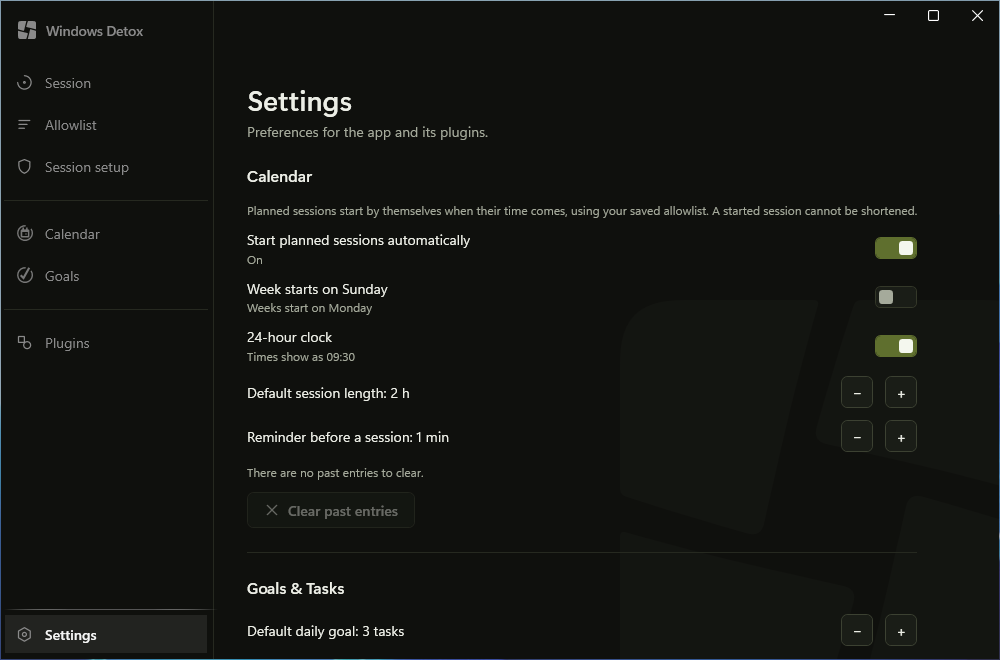 Windows Detox
Session
Allowlist
Session setup
Calendar
Goals
Plugins
Settings
Settings
Preferences for the app and its plugins.
Calendar
Planned sessions start by themselves when their time comes, using your saved allowlist. A started session cannot be shortened.
Start planned sessions automatically
On
Week starts on Sunday
Weeks start on Monday
24-hour clock
Times show as 09:30
Default session length: 2 h
− +
Reminder before a session: 1 min
− +
There are no past entries to clear.
Clear past entries
Goals & Tasks
Default daily goal: 3 tasks
− +